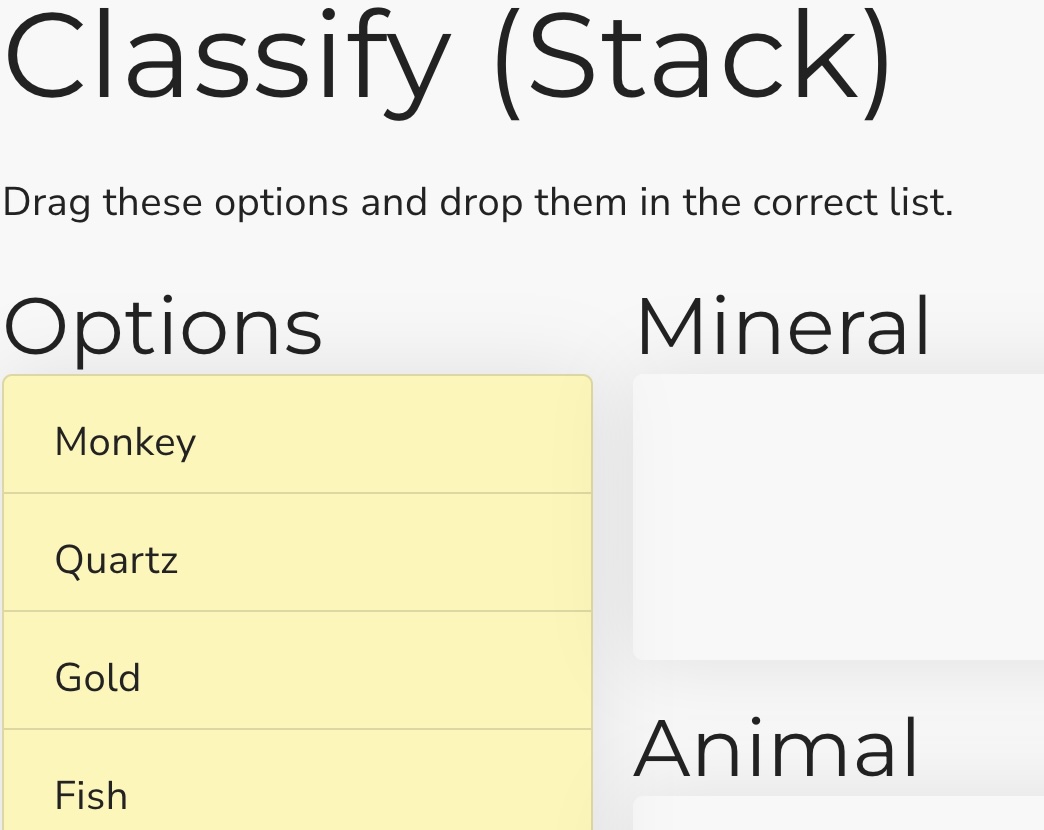 Classify (Stack)
Drag these options and drop them in the correct list.
Options
Monkey
Quartz
Gold
Fish
Mineral
Animal